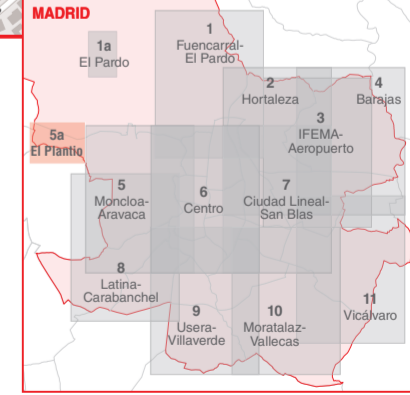 MADRID
1
Fuencarral-
El Pardo
1a
El Pardo
2
Hortaleza
4
Barajas
3
IFEMA-
Aeropuerto
5a
El Plantio
5
Moncloa-
Aravaca
6
Centro
7
Ciudad Lineal-
San Blas
8
Latina-
Carabanchel
9
Usera-
Villaverde
10
Moratalaz-
Vallecas
11
Vicálvaro